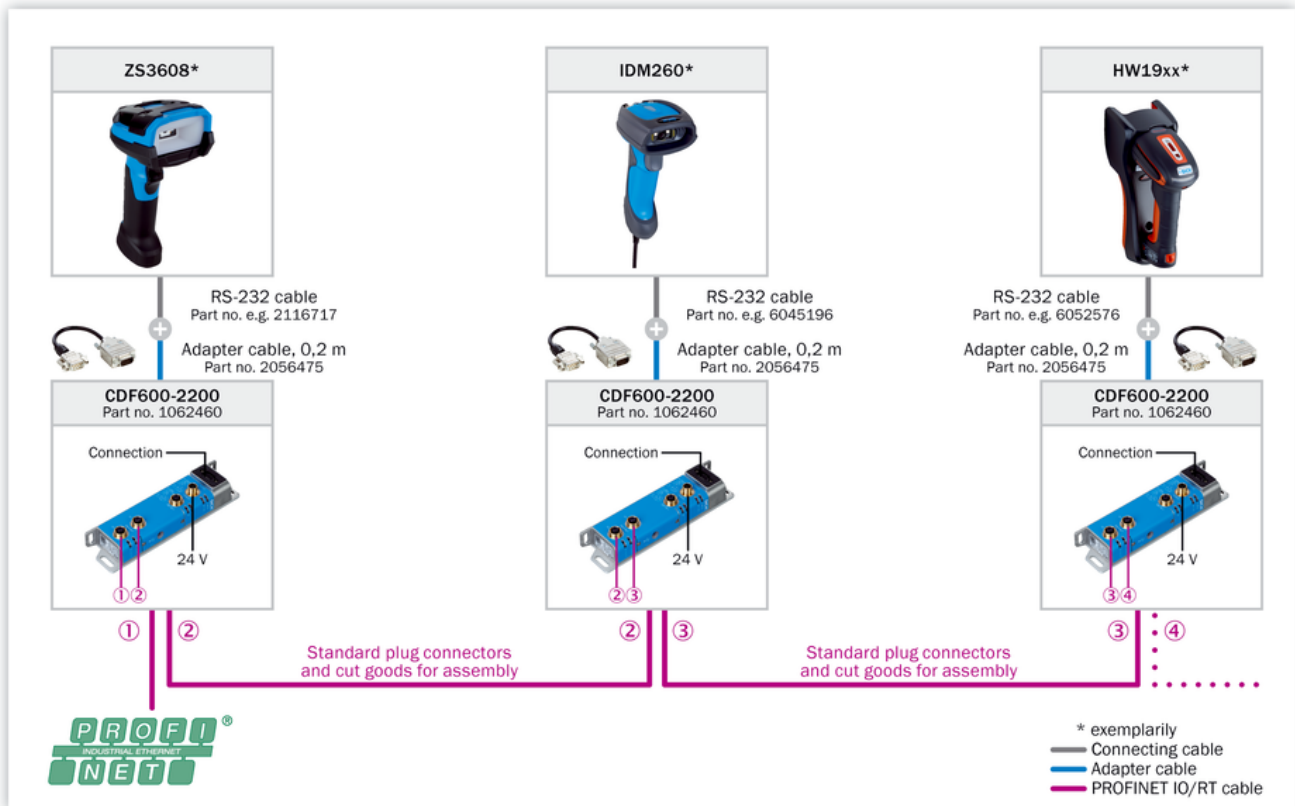 ZS3608*
IDM260*
HW19xx*
RS-232 cable
Part no. e.g. 2116717
Adapter cable, 0,2 m
Part no. 2056475
RS-232 cable
Part no. e.g. 6045196
Adapter cable, 0,2 m
Part no. 2056475
RS-232 cable
Part no. e.g. 6052576
Adapter cable, 0,2 m
Part no. 2056475
CDF600-2200
Part no. 1062460
Connection
24 V
①②
CDF600-2200
Part no. 1062460
Connection
24 V
②③
CDF600-2200
Part no. 1062460
Connection
24 V
③④
① ②
② ③
③ ④
Standard plug connectors
and cut goods for assembly
Standard plug connectors
and cut goods for assembly
PROFI®
INDUSTRIAL ETHERNET
NET
* exemplarily
Connecting cable
Adapter cable
PROFINET IO/RT cable